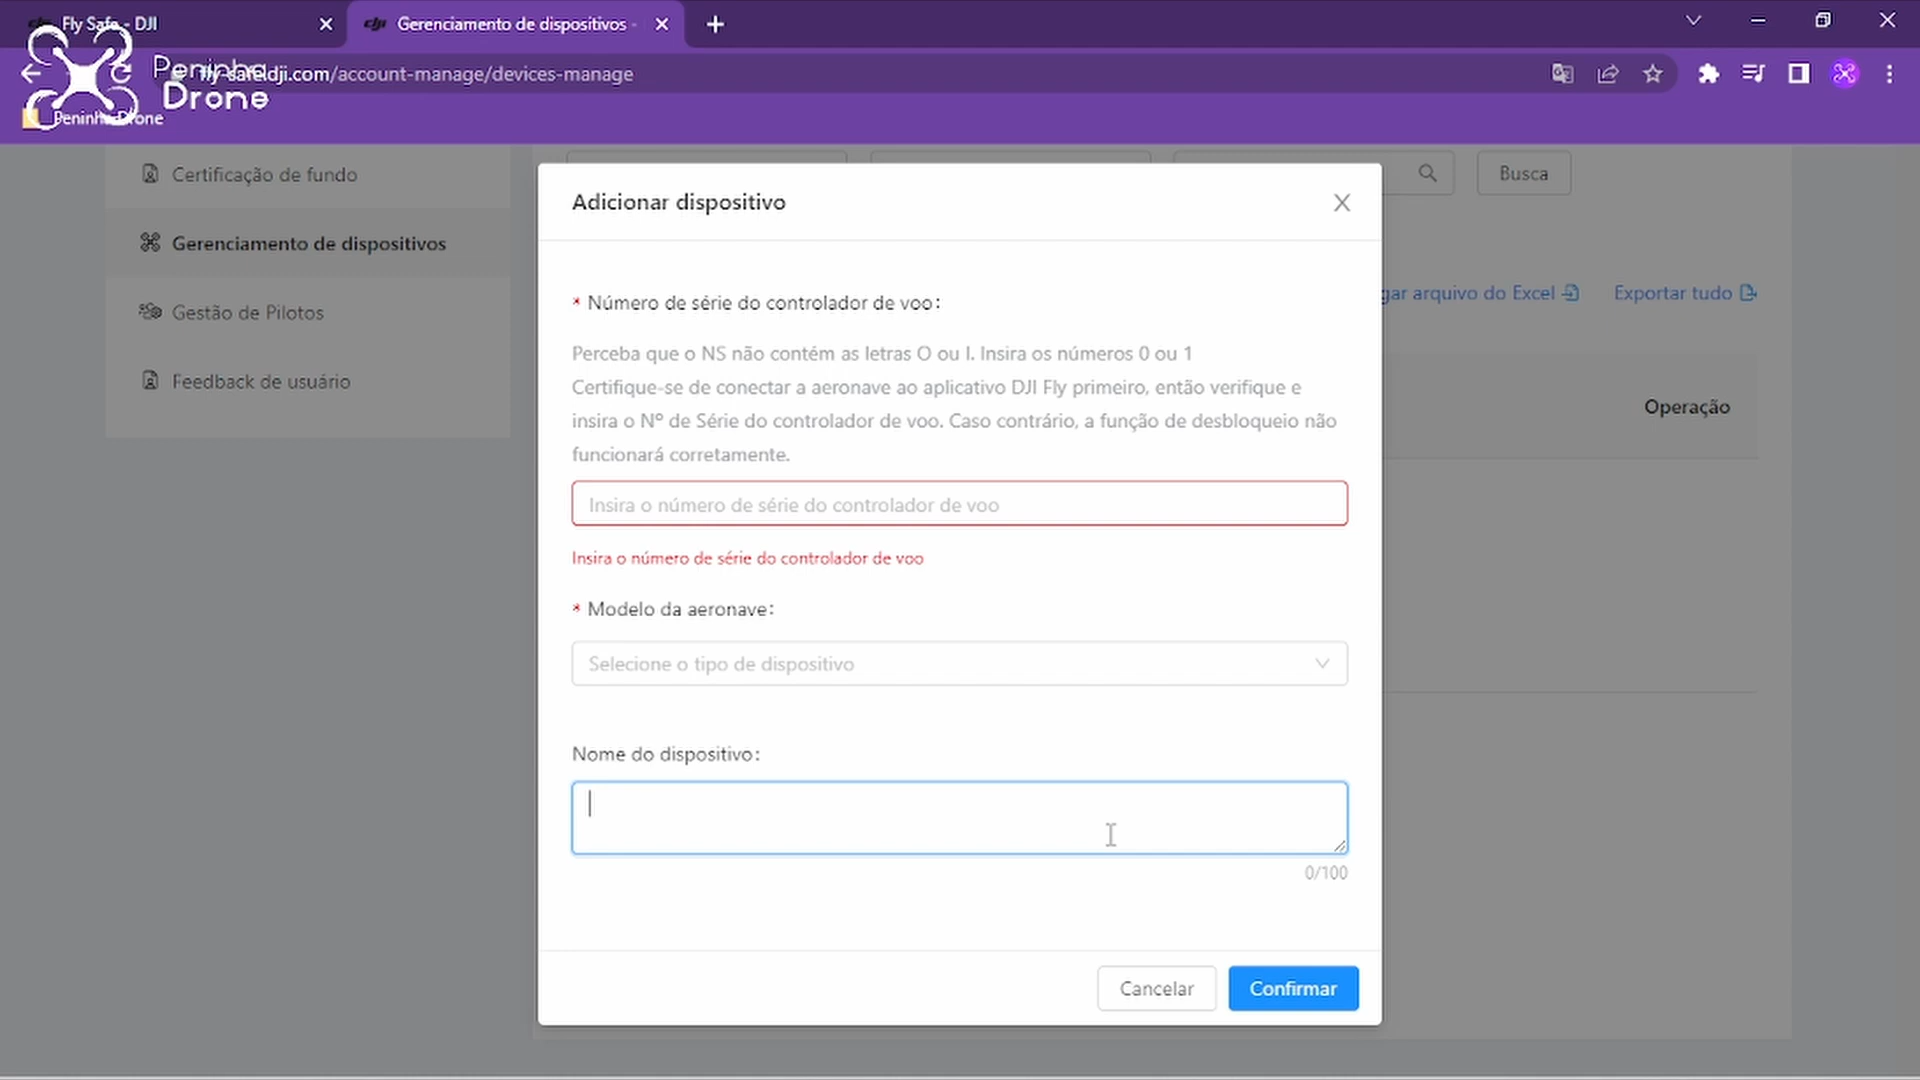 Fly Safe - DJI
Gerenciamento de dispositivos -
Peninha
Drone
fly-safe.dji.com/account-manage/devices-manage
Peninha Drone
Certificação de fundo
Gerenciamento de dispositivos
Gestão de Pilotos
Feedback de usuário
Busca
gar arquivo do Excel
Exportar tudo
Operação
Adicionar dispositivo
* Número de série do controlador de voo:
Perceba que o NS não contém as letras O ou I. Insira os números 0 ou 1
Certifique-se de conectar a aeronave ao aplicativo DJI Fly primeiro, então verifique e
insira o Nº de Série do controlador de voo. Caso contrário, a função de desbloqueio não
funcionará corretamente.
Insira o número de série do controlador de voo
Insira o número de série do controlador de voo
* Modelo da aeronave:
Selecione o tipo de dispositivo
Nome do dispositivo:
0/100
Cancelar
Confirmar